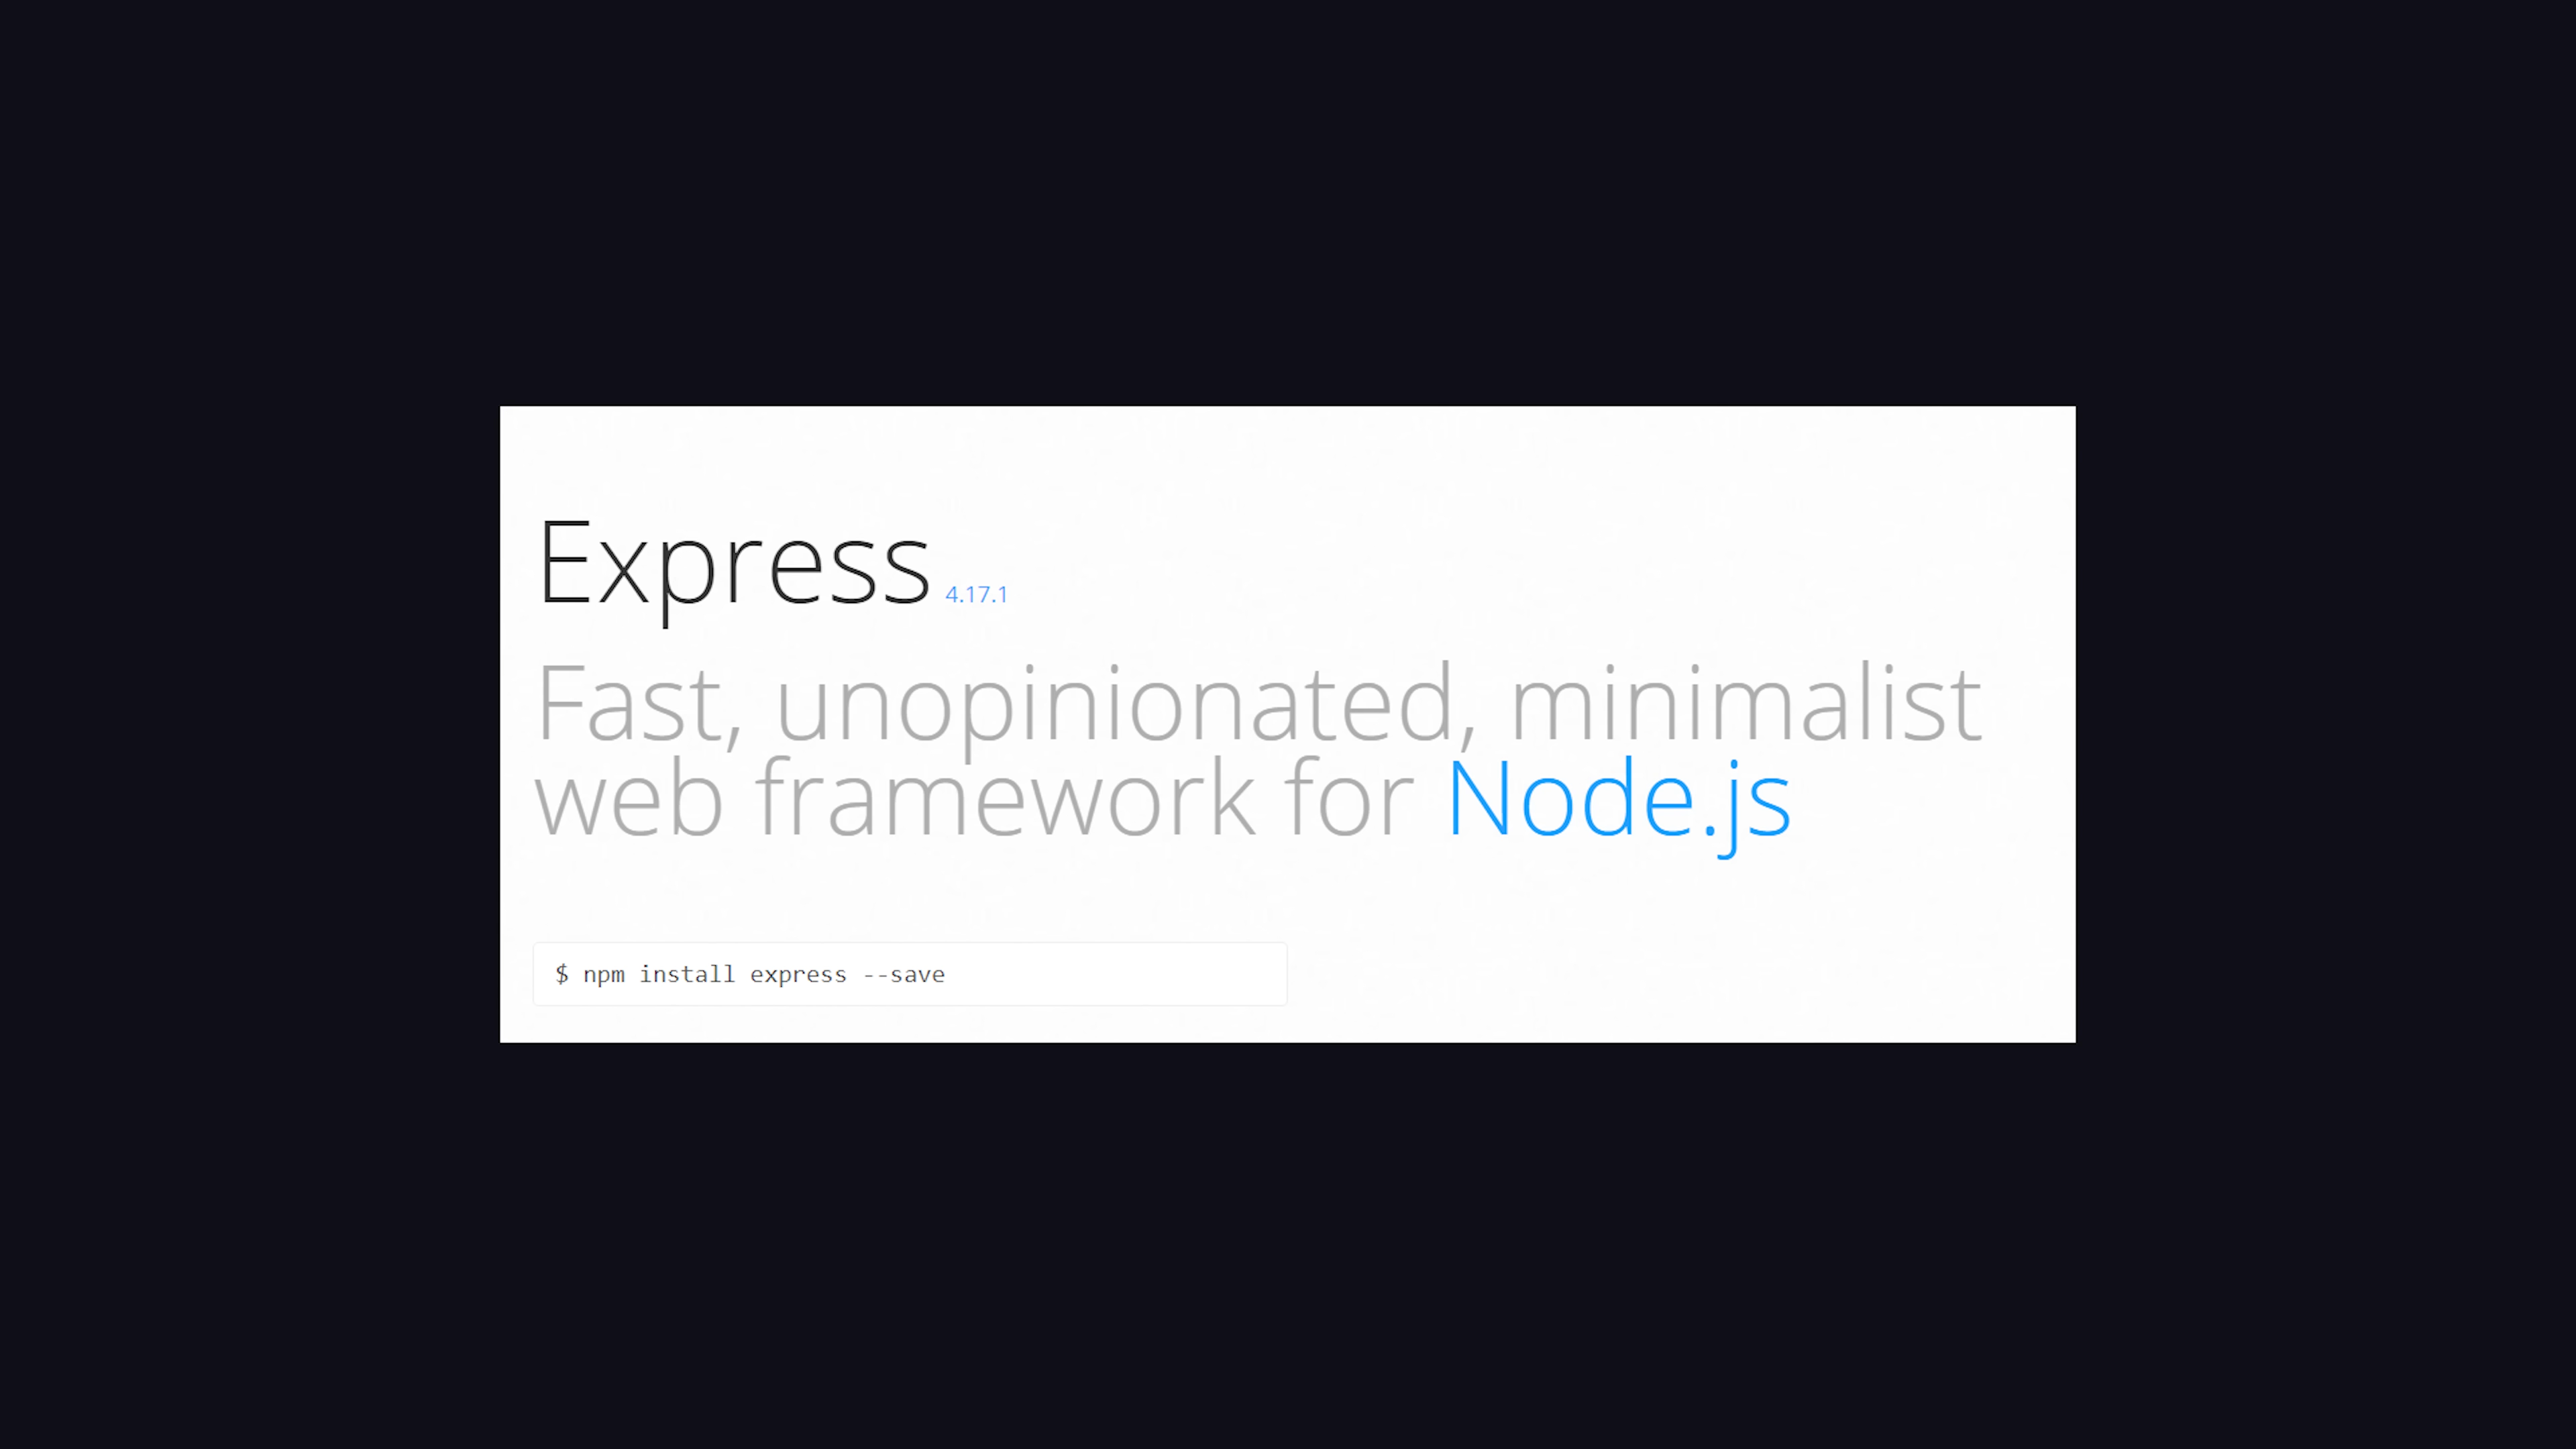 Express 4.17.1
Fast, unopinionated, minimalist
web framework for Node.js
$ npm install express --save